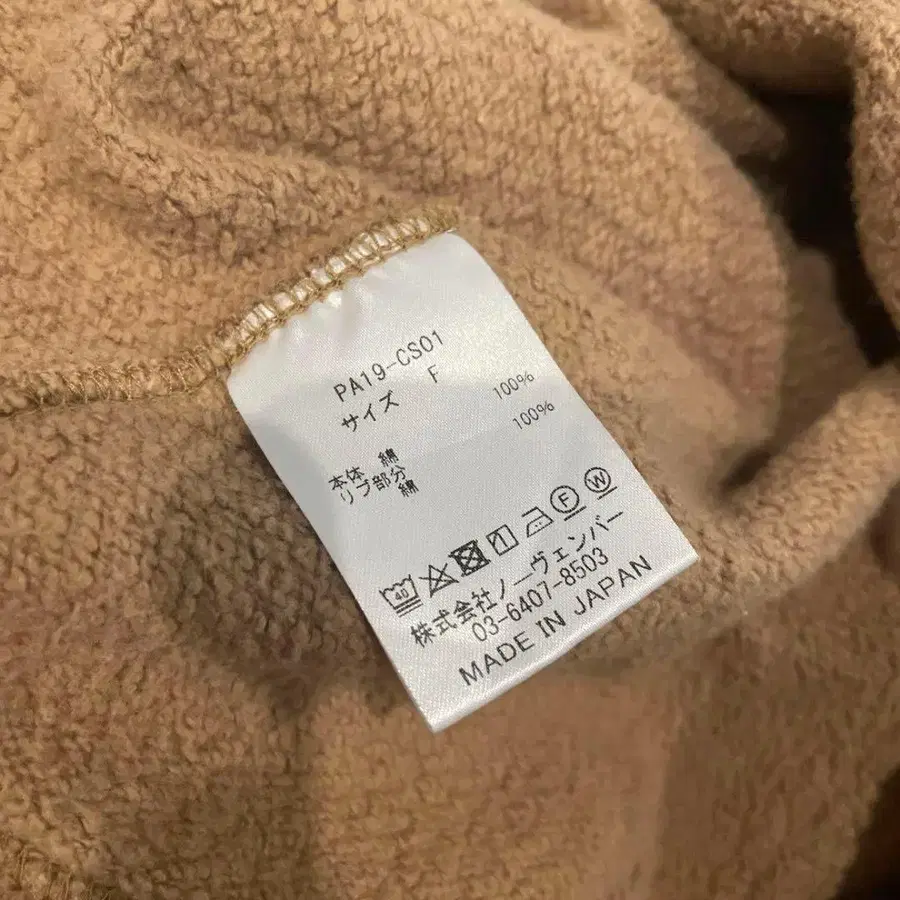 PA19-CS01
サイズ F
本体 綿 100%
リブ部分 綿 100%
40 F W
株式会社ノーヴェンバー
03-6407-8503
MADE IN JAPAN